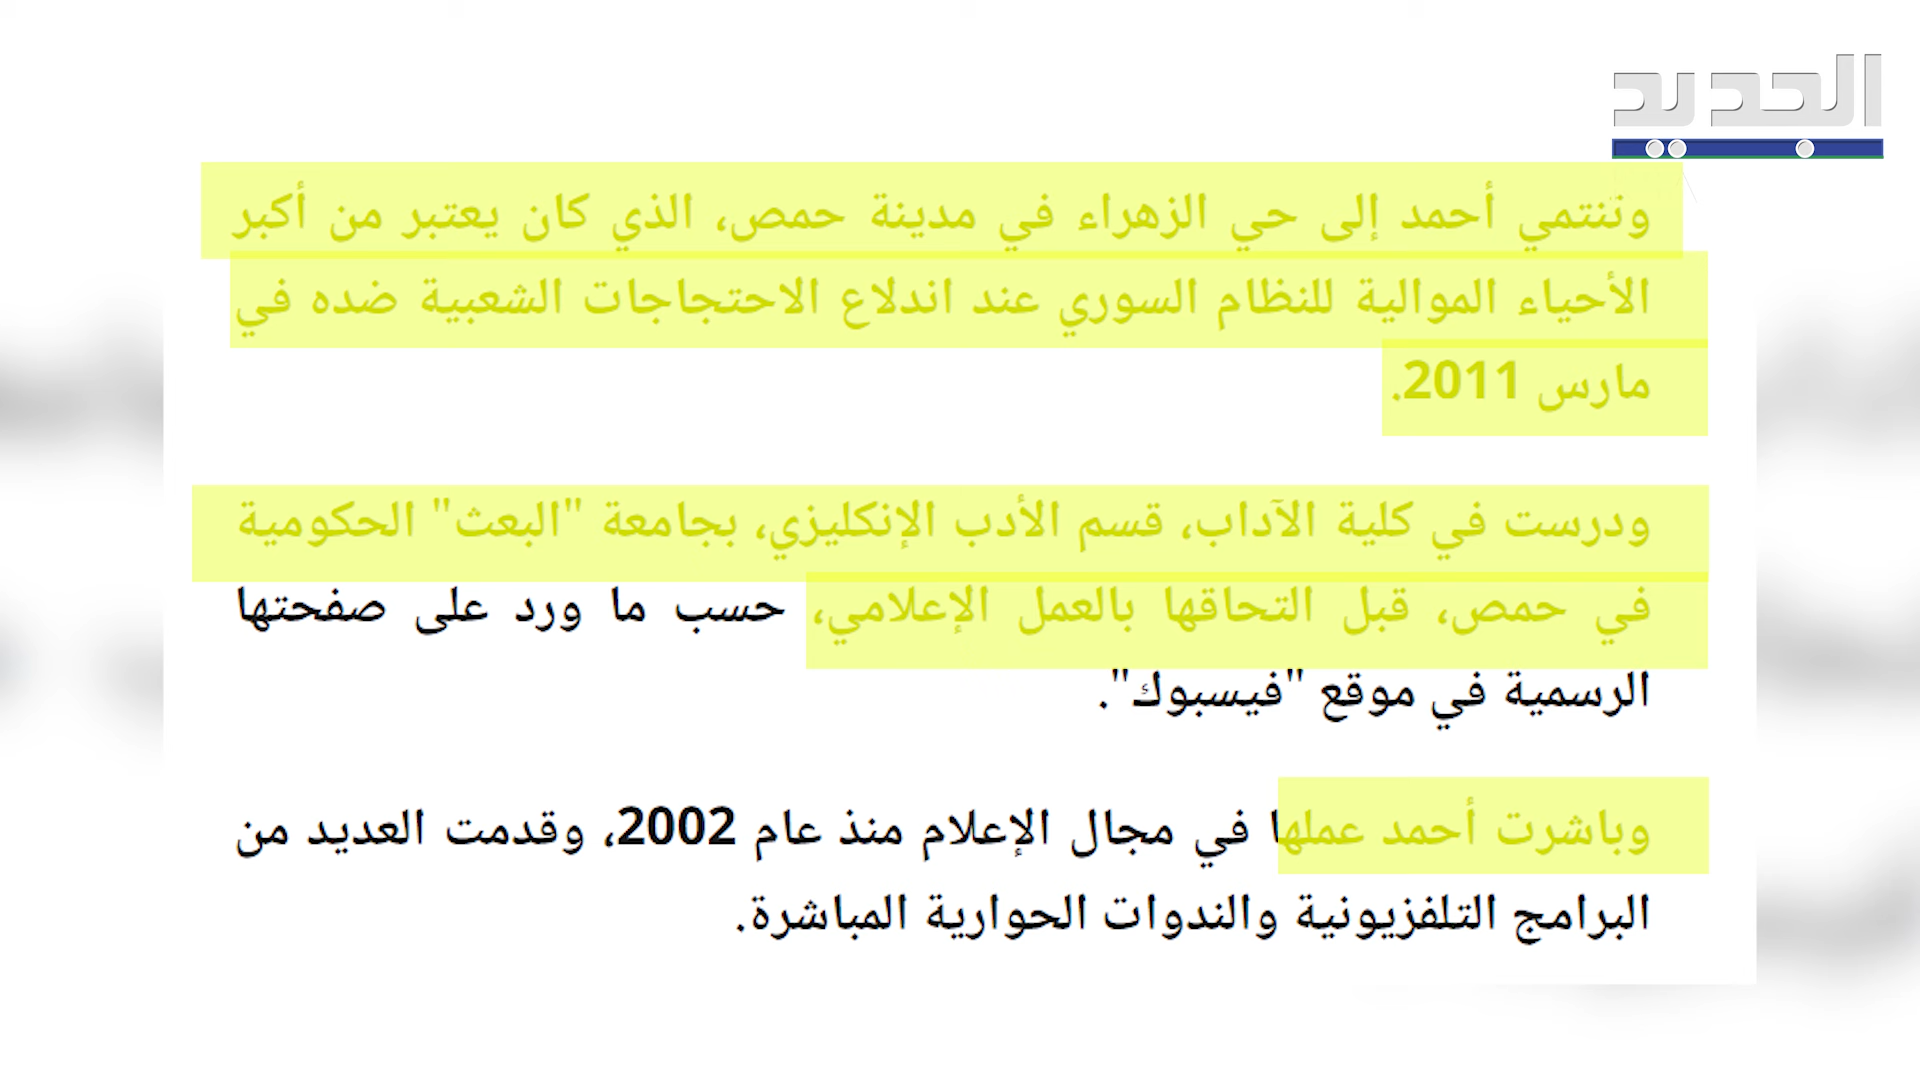 الجديد
وتنتمي أحمد إلى حي الزهراء في مدينة حمص، الذي كان يعتبر من أكبر
الأحياء الموالية للنظام السوري عند اندلاع الاحتجاجات الشعبية ضده في
مارس 2011.
ودرست في كلية الآداب، قسم الأدب الإنكليزي، بجامعة "البعث" الحكومية
في حمص، قبل التحاقها بالعمل الإعلامي، حسب ما ورد على صفحتها
الرسمية في موقع "فيسبوك".
وباشرت أحمد عملها في مجال الإعلام منذ عام 2002، وقدمت العديد من
البرامج التلفزيونية والندوات الحوارية المباشرة.